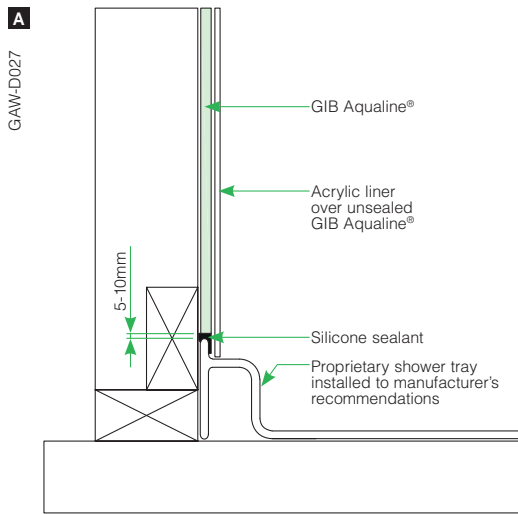 A
GAW-D027
GIB Aqualine®
Acrylic liner
over unsealed
GIB Aqualine®
5-10mm
Silicone sealant
Proprietary shower tray
installed to manufacturer's
recommendations